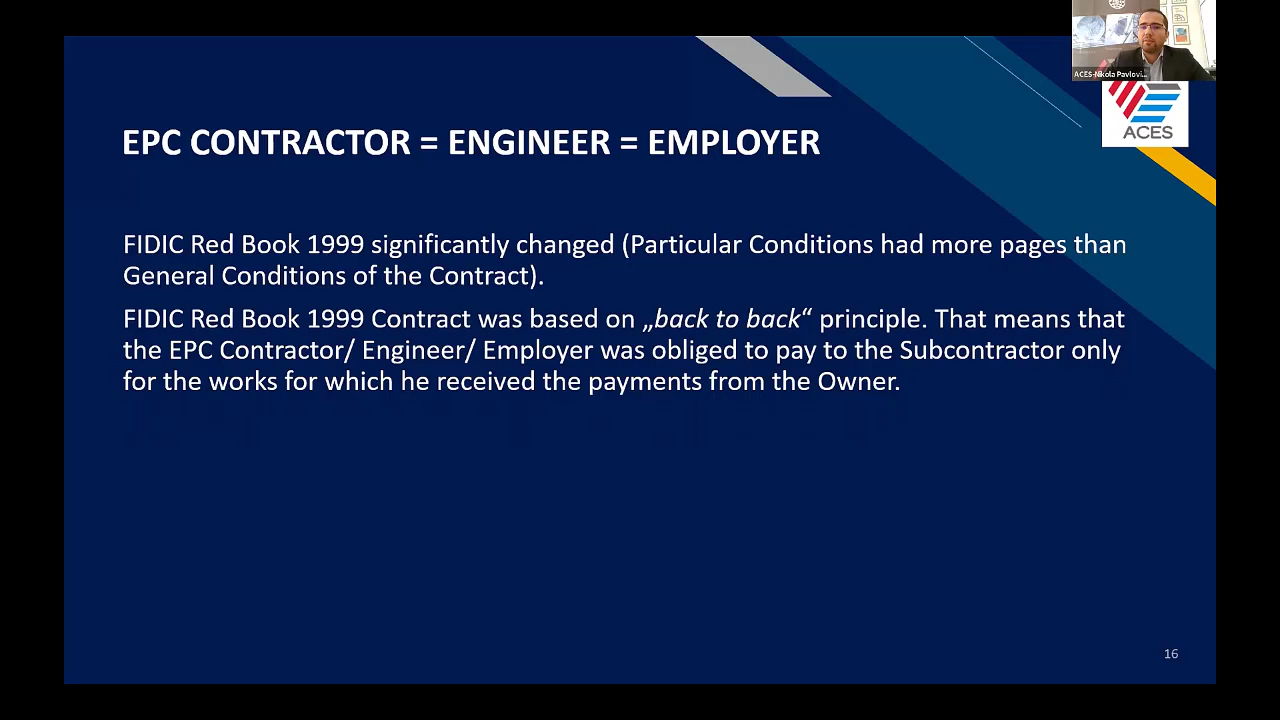 ACES-Nikola Pavlovi...
ACES
EPC CONTRACTOR = ENGINEER = EMPLOYER
FIDIC Red Book 1999 significantly changed (Particular Conditions had more pages than
General Conditions of the Contract).
FIDIC Red Book 1999 Contract was based on „back to back“ principle. That means that
the EPC Contractor/ Engineer/ Employer was obliged to pay to the Subcontractor only
for the works for which he received the payments from the Owner.
16